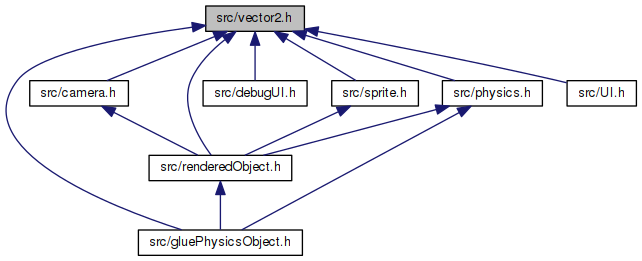 src/vector2.h
src/camera.h
src/debugUI.h
src/sprite.h
src/physics.h
src/UI.h
src/renderedObject.h
src/gluePhysicsObject.h